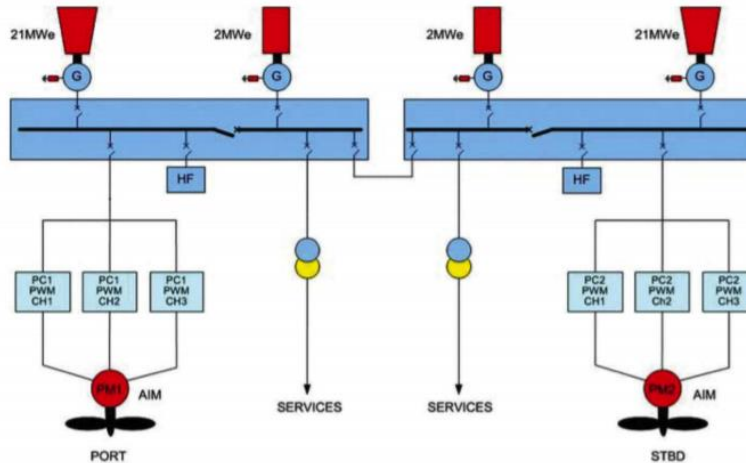 21MWe
2MWe
2MWe
21MWe
G
G
G
G
HF
HF
PC1
PWM
CH1
PC1
PWM
CH2
PC1
PWM
CH3
PC2
PWM
CH1
PC2
PWM
Ch2
PC2
PWM
CH3
PM1
AIM
SERVICES
SERVICES
PM2
AIM
PORT
STBD